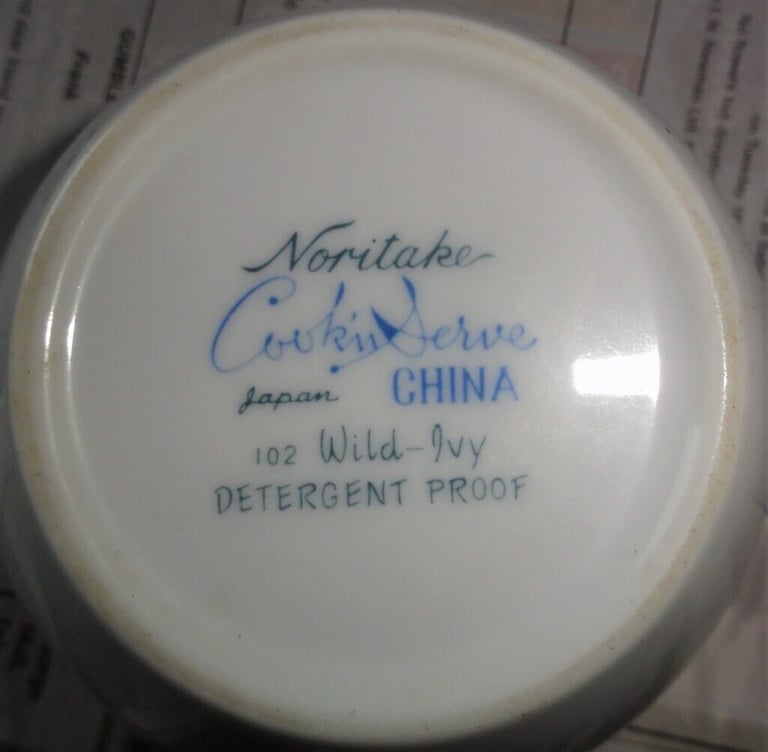 Noritake
Cook'n Serve
Japan CHINA
102 Wild-Ivy
DETERGENT PROOF